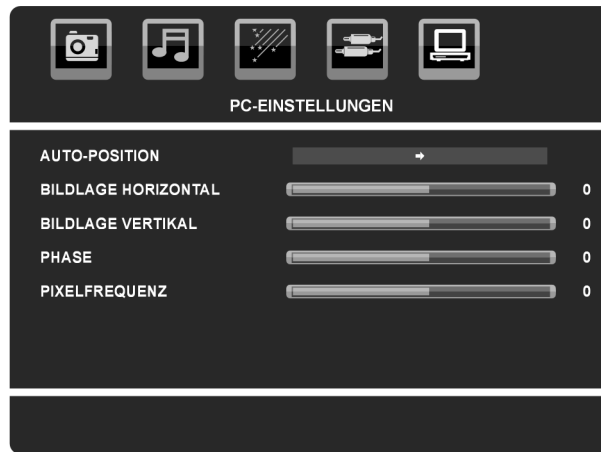 PC-EINSTELLUNGEN
AUTO-POSITION
BILDLAGE HORIZONTAL 0
BILDLAGE VERTIKAL 0
PHASE 0
PIXELFREQUENZ 0